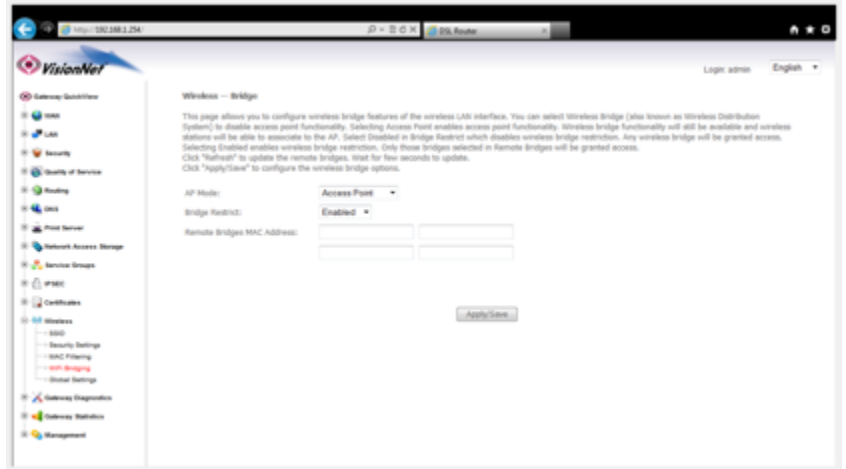 http://192.168.1.254/
DSL Router
VisionNet
Login: admin
English
Gateway QuickView
WAN
LAN
Security
Quality of Service
Routing
DNS
Print Server
Network Access Storage
Service Groups
IPSEC
Certificates
Wireless
SSID
Security Settings
MAC Filtering
WiFi Bridging
Global Settings
Gateway Diagnostics
Gateway Statistics
Management
Wireless -- Bridge
This page allows you to configure wireless bridge features of the wireless LAN interface. You can select Wireless Bridge (also known as Wireless Distribution
System) to disable access point functionality. Selecting Access Point enables access point functionality. Wireless bridge functionality will still be available and wireless
stations will be able to associate to the AP. Select Disabled in Bridge Restrict which disables wireless bridge restriction. Any wireless bridge will be granted access.
Selecting Enabled enables wireless bridge restriction. Only those bridges selected in Remote Bridges will be granted access.
Click "Refresh" to update the remote bridges. Wait for few seconds to update.
Click "Apply/Save" to configure the wireless bridge options.
AP Mode: Access Point
Bridge Restrict: Enabled
Remote Bridges MAC Address:
Apply/Save